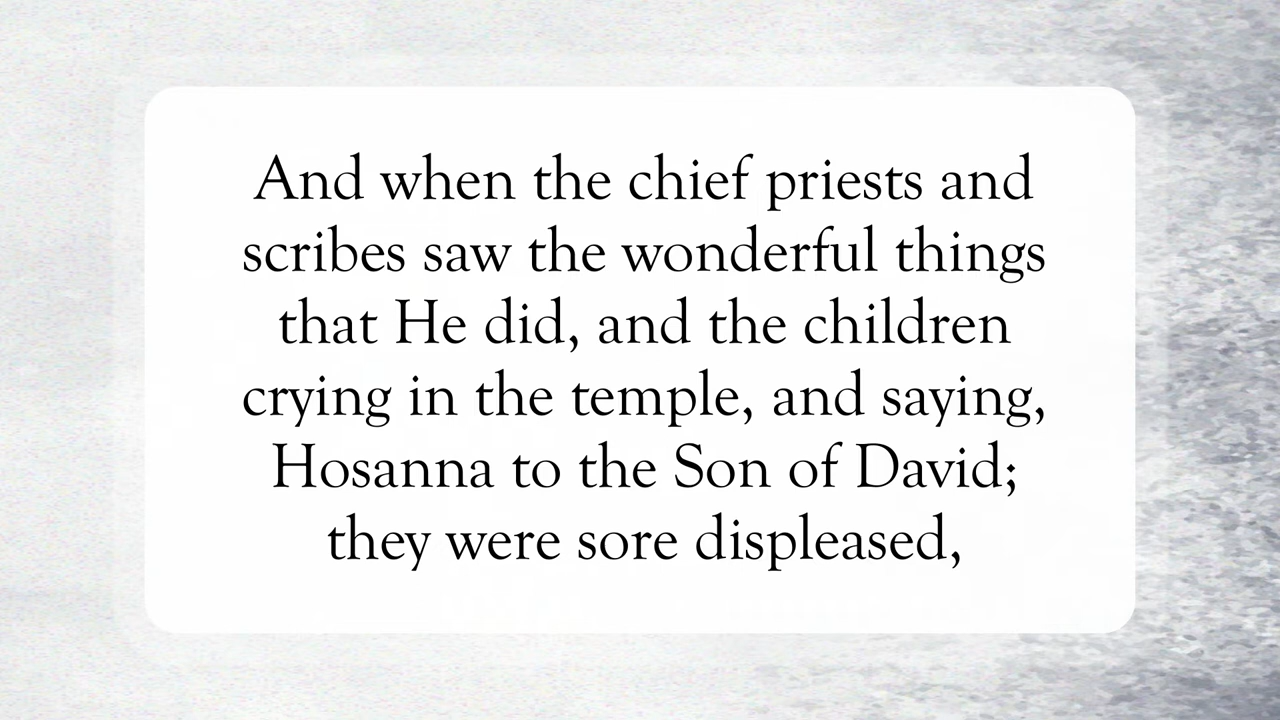 And when the chief priests and
scribes saw the wonderful things
that He did, and the children
crying in the temple, and saying,
Hosanna to the Son of David;
they were sore displeased,